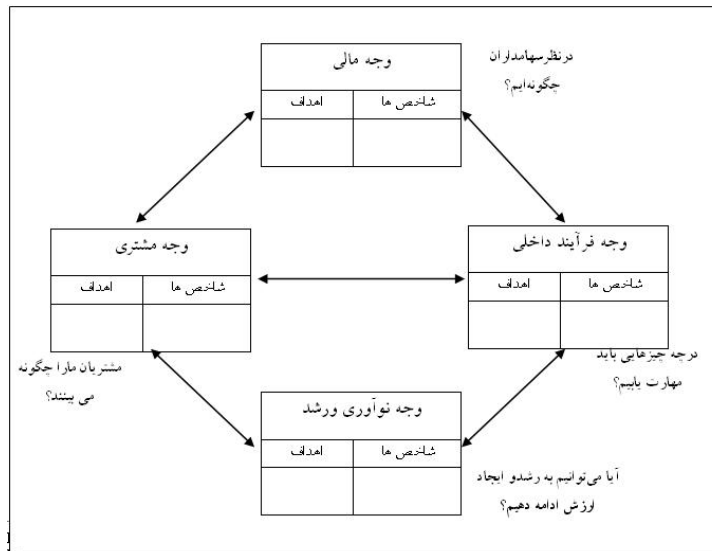 وجه مالی
شاخص ها اهداف
درنظرسهامداران
چگونه‌ایم؟
وجه فرآیند داخلی
شاخص ها اهداف
درچه چیزهایی باید
مهارت یابیم؟
وجه مشتری
شاخص ها اهداف
مشتریان مارا چگونه
می بینند؟
وجه نوآوری ورشد
شاخص ها اهداف
آیا می‌توانیم به رشدو ایجاد
ارزش ادامه دهیم؟